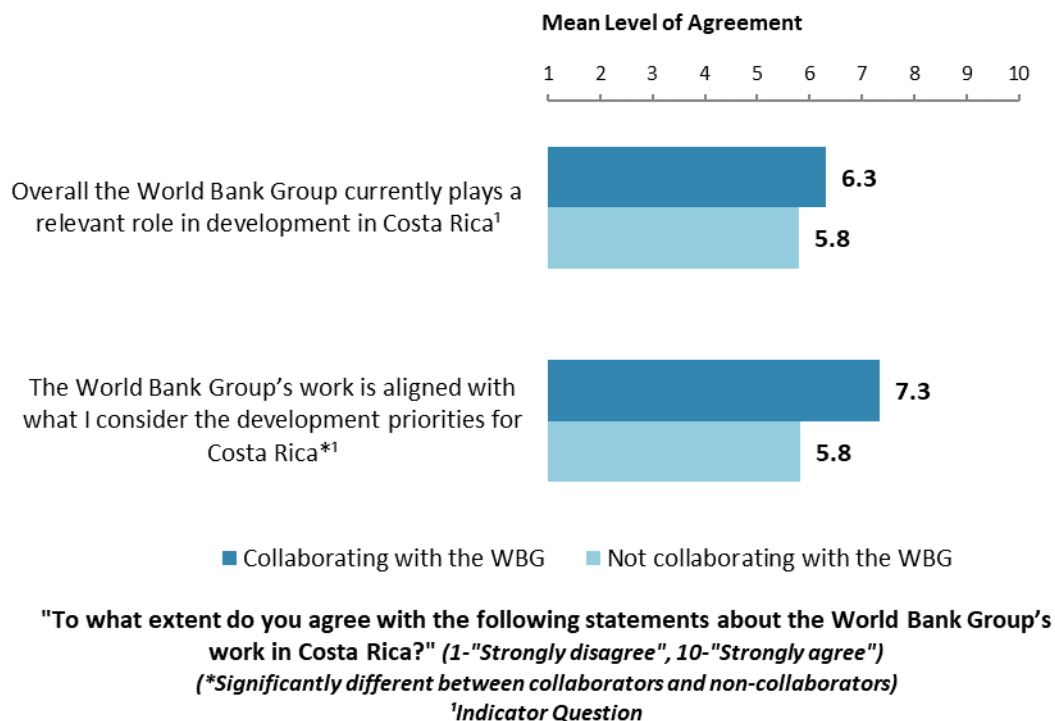 Mean Level of Agreement
1 2 3 4 5 6 7 8 9 10
Overall the World Bank Group currently plays a
relevant role in development in Costa Rica¹
6.3
5.8
The World Bank Group’s work is aligned with
what I consider the development priorities for
Costa Rica*¹
7.3
5.8
Collaborating with the WBG Not collaborating with the WBG
"To what extent do you agree with the following statements about the World Bank Group’s
work in Costa Rica?" (1-"Strongly disagree", 10-"Strongly agree")
(*Significantly different between collaborators and non-collaborators)
¹Indicator Question